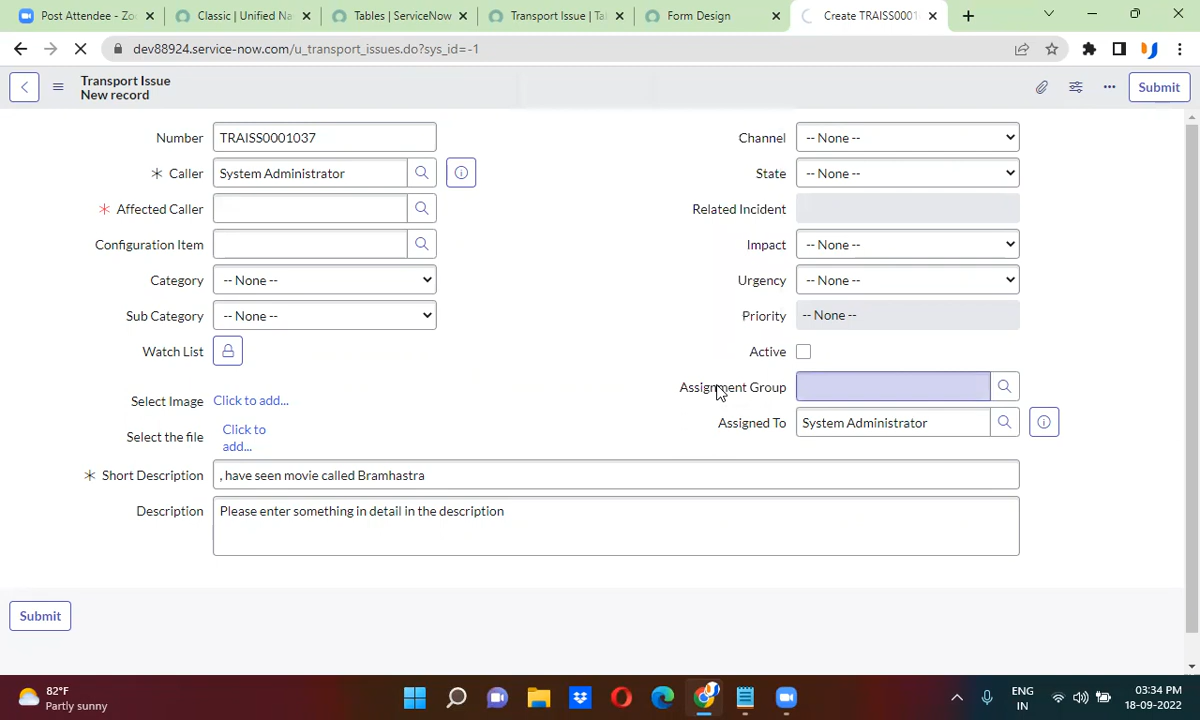 Post Attendee - Zoo
Classic | Unified Na
Tables | ServiceNow
Transport Issue | Tal
Form Design
Create TRAISS0001
dev88924.service-now.com/u_transport_issues.do?sys_id=-1
Transport Issue
New record
Submit
Number TRAISS0001037
Channel -- None --
* Caller System Administrator
State -- None --
* Affected Caller
Related Incident
Configuration Item
Impact -- None --
Category -- None --
Urgency -- None --
Sub Category -- None --
Priority -- None --
Watch List
Active
Assignment Group
Select Image Click to add...
Assigned To System Administrator
Select the file Click to
add...
* Short Description , have seen movie called Bramhastra
Description Please enter something in detail in the description
Submit
82°F
Partly sunny
ENG
IN
03:34 PM
18-09-2022